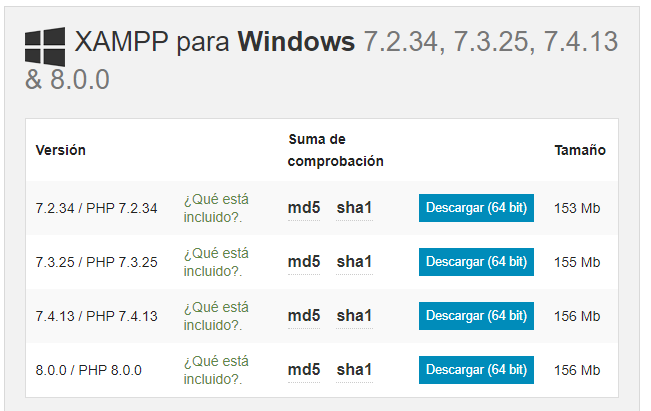 XAMPP para Windows 7.2.34, 7.3.25, 7.4.13
& 8.0.0
Versión Suma de comprobación Tamaño
7.2.34 / PHP 7.2.34 ¿Qué está incluido?. md5 sha1 Descargar (64 bit) 153 Mb
7.3.25 / PHP 7.3.25 ¿Qué está incluido?. md5 sha1 Descargar (64 bit) 155 Mb
7.4.13 / PHP 7.4.13 ¿Qué está incluido?. md5 sha1 Descargar (64 bit) 156 Mb
8.0.0 / PHP 8.0.0 ¿Qué está incluido?. md5 sha1 Descargar (64 bit) 156 Mb